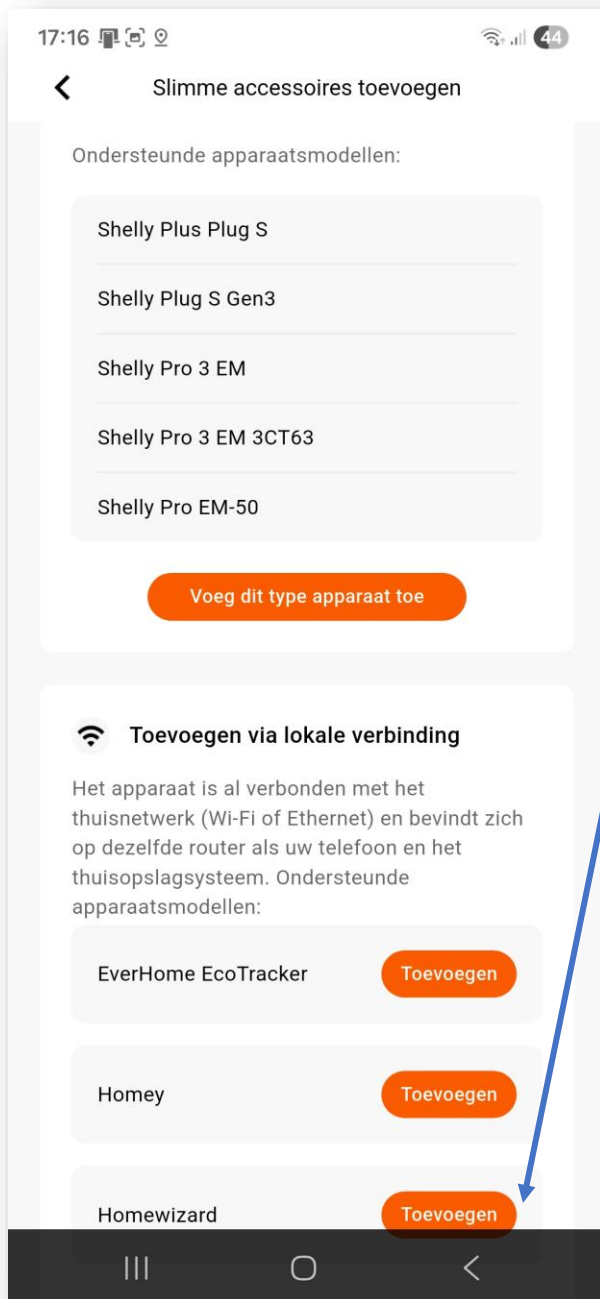 17:16
44
Slimme accessoires toevoegen
Ondersteunde apparaatsmodellen:
Shelly Plus Plug S
Shelly Plug S Gen3
Shelly Pro 3 EM
Shelly Pro 3 EM 3CT63
Shelly Pro EM-50
Voeg dit type apparaat toe
Toevoegen via lokale verbinding
Het apparaat is al verbonden met het
thuisnetwerk (Wi-Fi of Ethernet) en bevindt zich
op dezelfde router als uw telefoon en het
thuisopslagsysteem. Ondersteunde
apparaatsmodellen:
EverHome EcoTracker Toevoegen
Homey Toevoegen
Homewizard Toevoegen